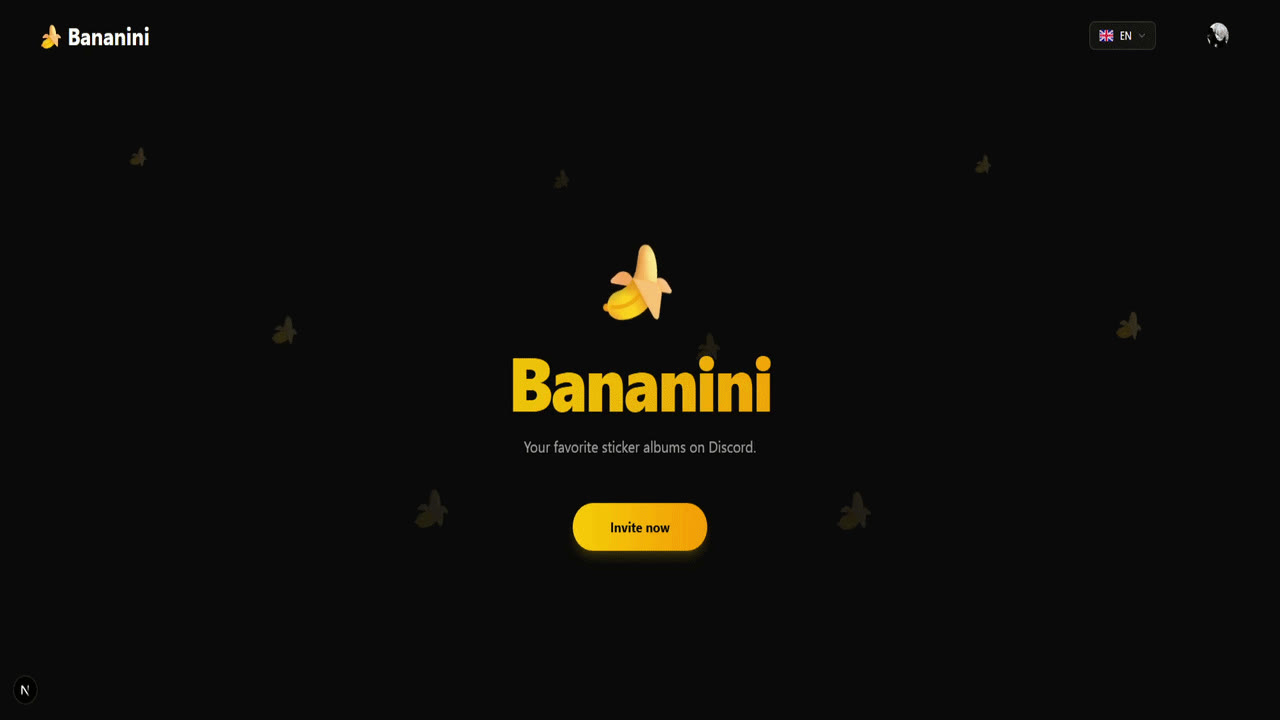 Bananini
EN
Bananini
Your favorite sticker albums on Discord.
Invite now
N